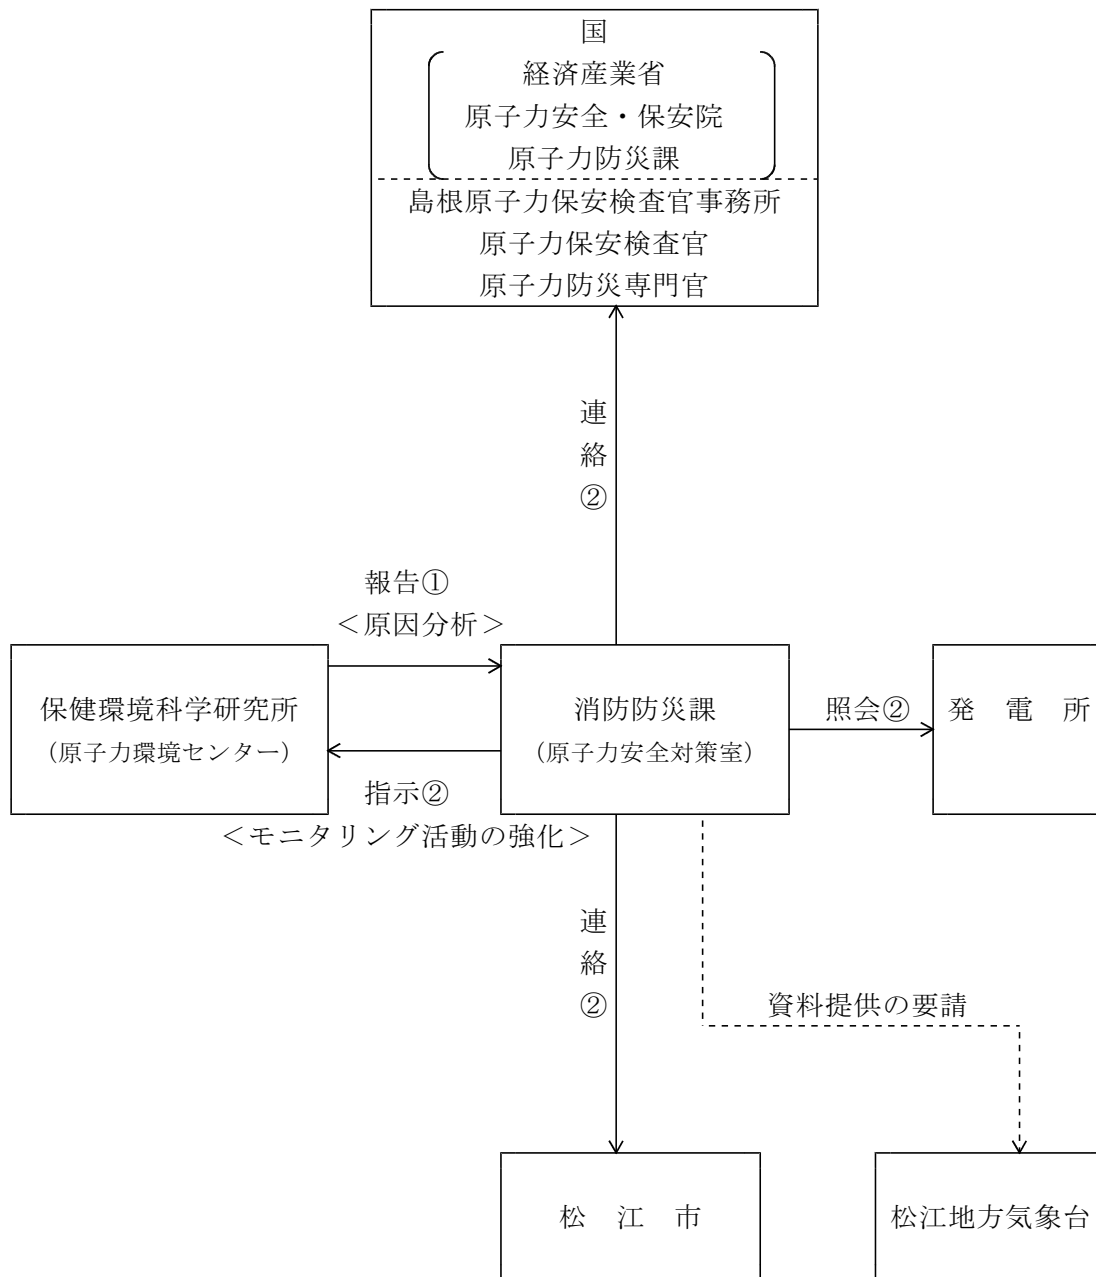 国
経済産業省
原子力安全・保安院
原子力防災課
島根原子力保安検査官事務所
原子力保安検査官
原子力防災専門官
連絡②
報告①
＜原因分析＞
保健環境科学研究所
（原子力環境センター）
消防防災課
（原子力安全対策室）
照会②
発　電　所
指示②
＜モニタリング活動の強化＞
連絡②
資料提供の要請
松　江　市
松江地方気象台